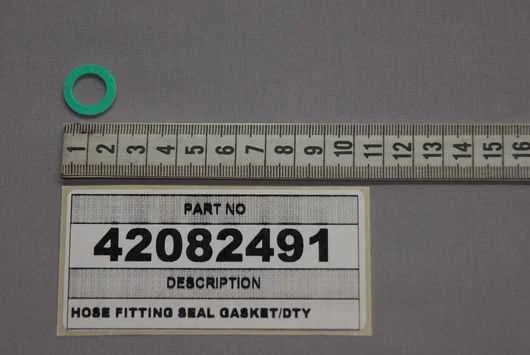 1 2 3 4 5 6 7 8 9 10 11 12 13 14 15 16
PART NO
42082491
DESCRIPTION
HOSE FITTING SEAL GASKET/DTY